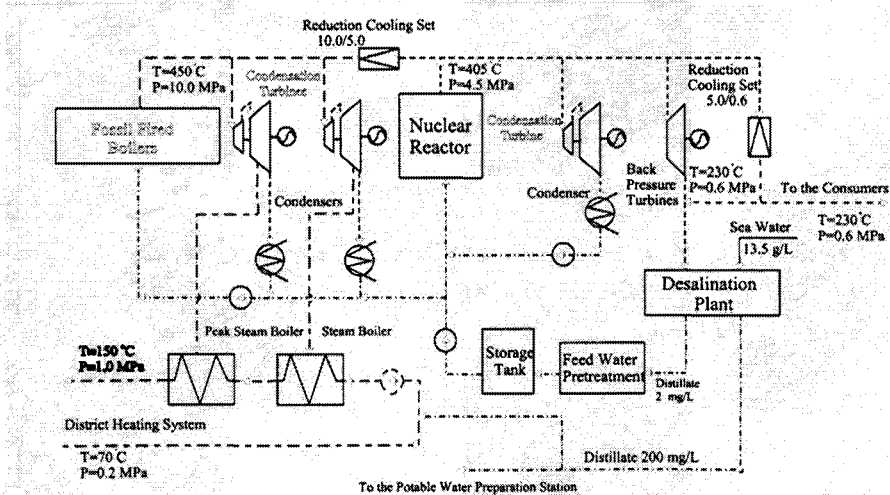 Reduction Cooling Set
10.0/5.0
T=450°C
P=10.0 MPa
Condensation
Turbines
T=405°C
P=4.5 MPa
Reduction
Cooling Set
5.0/0.6
Fossil Fired
Boilers
Nuclear
Reactor
Condensation
Turbine
Condensers
Condenser
Back
Pressure
Turbines
T=230°C
P=0.6 MPa
To the Consumers
T=230°C
P=0.6 MPa
Sea Water
13.5 g/L
Desalination
Plant
Peak Steam Boiler
Steam Boiler
T=150 °C
P=1.0 MPa
Storage
Tank
Feed Water
Pretreatment
Distillate
2 mg/L
District Heating System
T=70 C
P=0.2 MPa
Distillate 200 mg/L
To the Potable Water Preparation Station